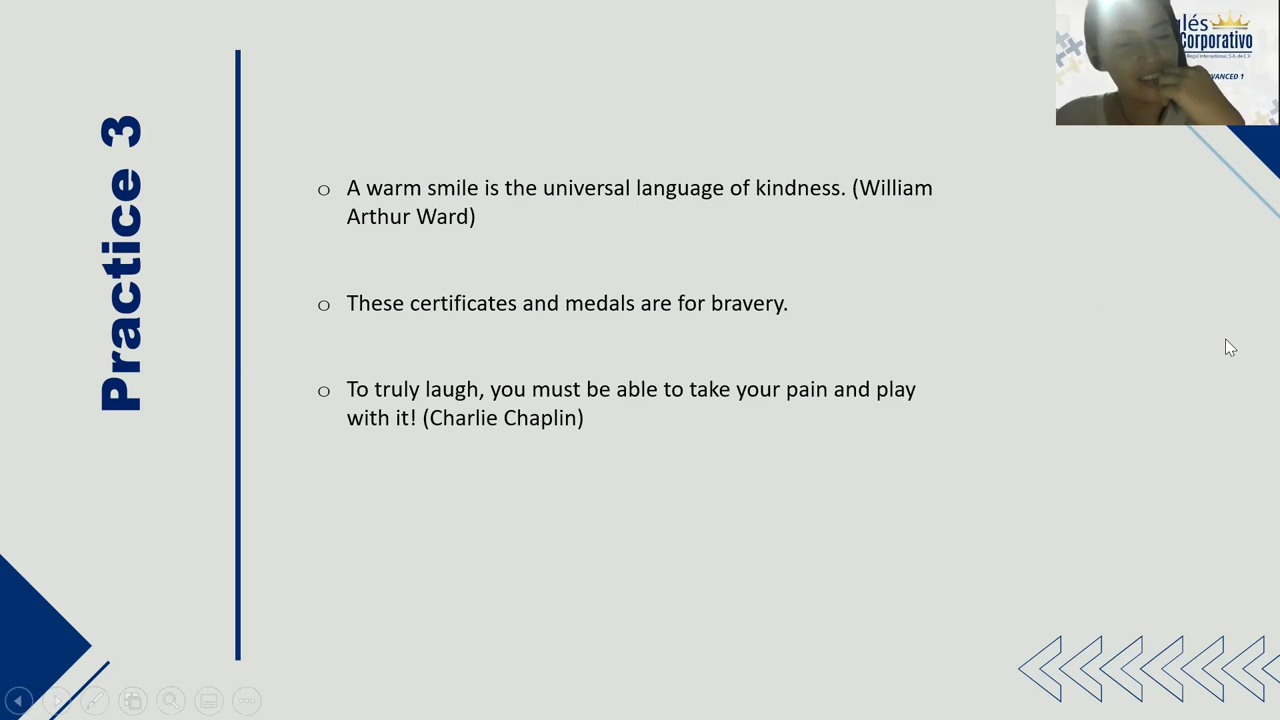 Practice 3
A warm smile is the universal language of kindness. (William
Arthur Ward)
These certificates and medals are for bravery.
To truly laugh, you must be able to take your pain and play
with it! (Charlie Chaplin)
lés
Corporativo
VANCED 1